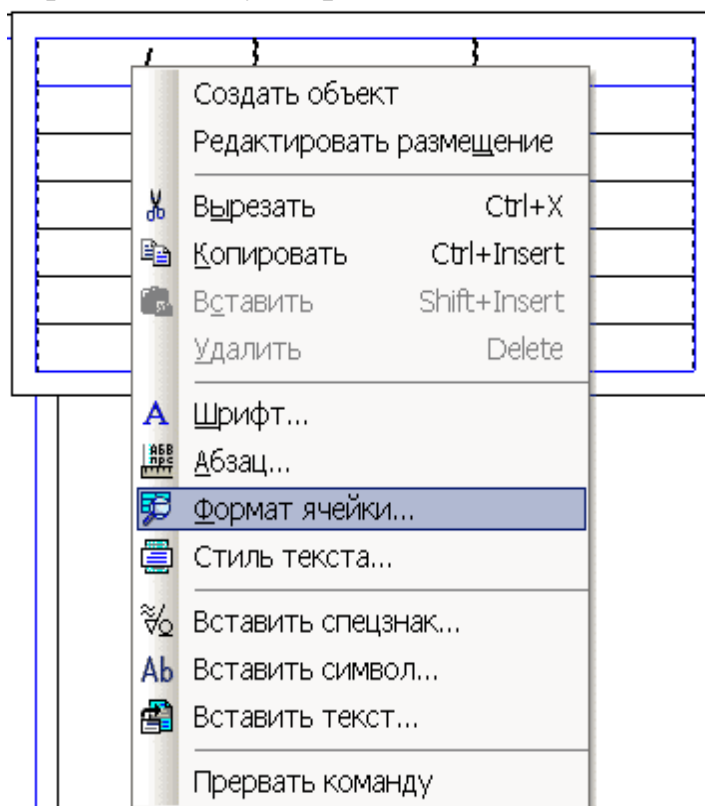 Создать объект
Редактировать размещение
Вырезать Ctrl+X
Копировать Ctrl+Insert
Вставить Shift+Insert
Удалить Delete
Шрифт...
Абзац...
Формат ячейки...
Стиль текста...
Вставить спецзнак...
Ab Вставить символ...
Вставить текст...
Прервать команду